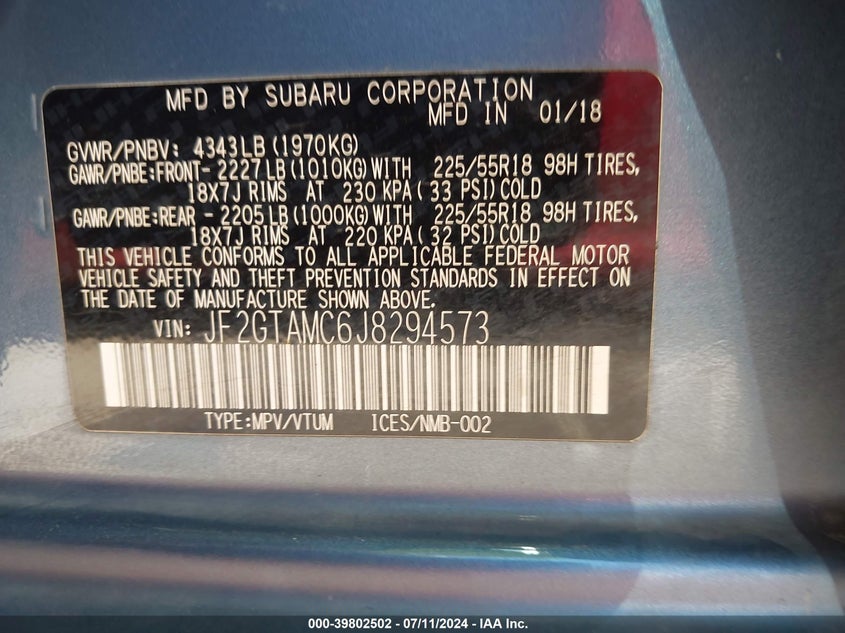 MFD BY SUBARU CORPORATION
MFD IN 01/18
GVWR/PNBV: 4343LB(1970KG)
GAWR/PNBE:FRONT- 2227LB(1010KG)WITH 225/55R18 98H TIRES,
18X7J RIMS AT 230 KPA( 33 PSI)COLD
GAWR/PNBE:REAR - 2205LB(1000KG)WITH 225/55R18 98H TIRES,
18X7J RIMS AT 220 KPA( 32 PSI)COLD
THIS VEHICLE CONFORMS TO ALL APPLICABLE FEDERAL MOTOR
VEHICLE SAFETY AND THEFT PREVENTION STANDARDS IN EFFECT ON
THE DATE OF MANUFACTURE SHOWN ABOVE.
VIN: JF2GTAMC6J8294573
TYPE:MPV/VTUM ICES/NMB-002
000-39802502 - 07/11/2024 - IAA Inc.